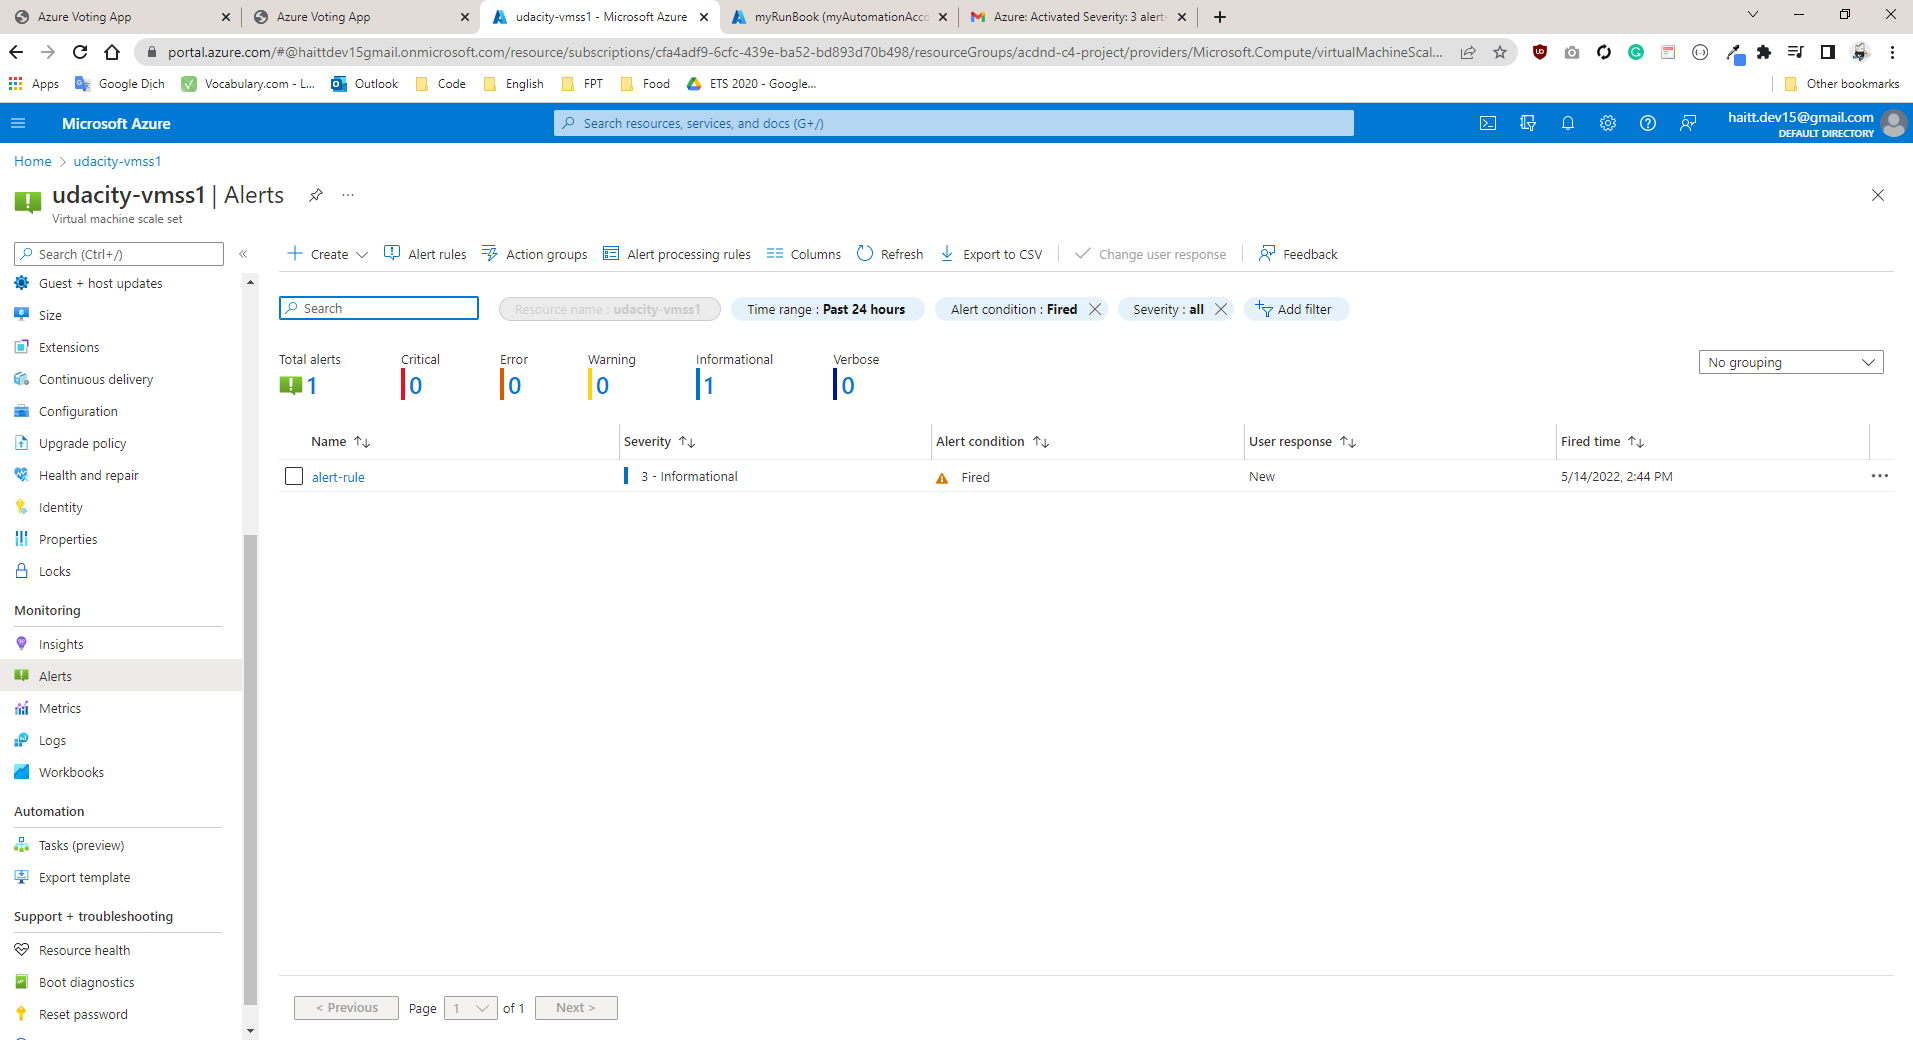 Azure Voting App
Azure Voting App
udacity-vmss1 - Microsoft Azure
myRunBook (myAutomationAcco
Azure: Activated Severity: 3 alert-
portal.azure.com/#@haittdev15gmail.onmicrosoft.com/resource/subscriptions/cfa4adf9-6cfc-439e-ba52-bd893d70b498/resourceGroups/acdnd-c4-project/providers/Microsoft.Compute/virtualMachineScal...
Apps
Google Dịch
Vocabulary.com - L...
Outlook
Code
English
FPT
Food
ETS 2020 - Google...
Other bookmarks
Microsoft Azure
Search resources, services, and docs (G+/)
haitt.dev15@gmail.com
DEFAULT DIRECTORY
Home > udacity-vmss1
udacity-vmss1 | Alerts
Virtual machine scale set
Search (Ctrl+/)
Guest + host updates
Size
Extensions
Continuous delivery
Configuration
Upgrade policy
Health and repair
Identity
Properties
Locks
Monitoring
Insights
Alerts
Metrics
Logs
Workbooks
Automation
Tasks (preview)
Export template
Support + troubleshooting
Resource health
Boot diagnostics
Reset password
Create
Alert rules
Action groups
Alert processing rules
Columns
Refresh
Export to CSV
Change user response
Feedback
Search
Resource name : udacity-vmss1
Time range : Past 24 hours
Alert condition : Fired
Severity : all
Add filter
Total alerts
1
Critical
0
Error
0
Warning
0
Informational
1
Verbose
0
No grouping
Name Severity Alert condition User response Fired time
alert-rule 3 - Informational Fired New 5/14/2022, 2:44 PM
< Previous Page 1 of 1 Next >